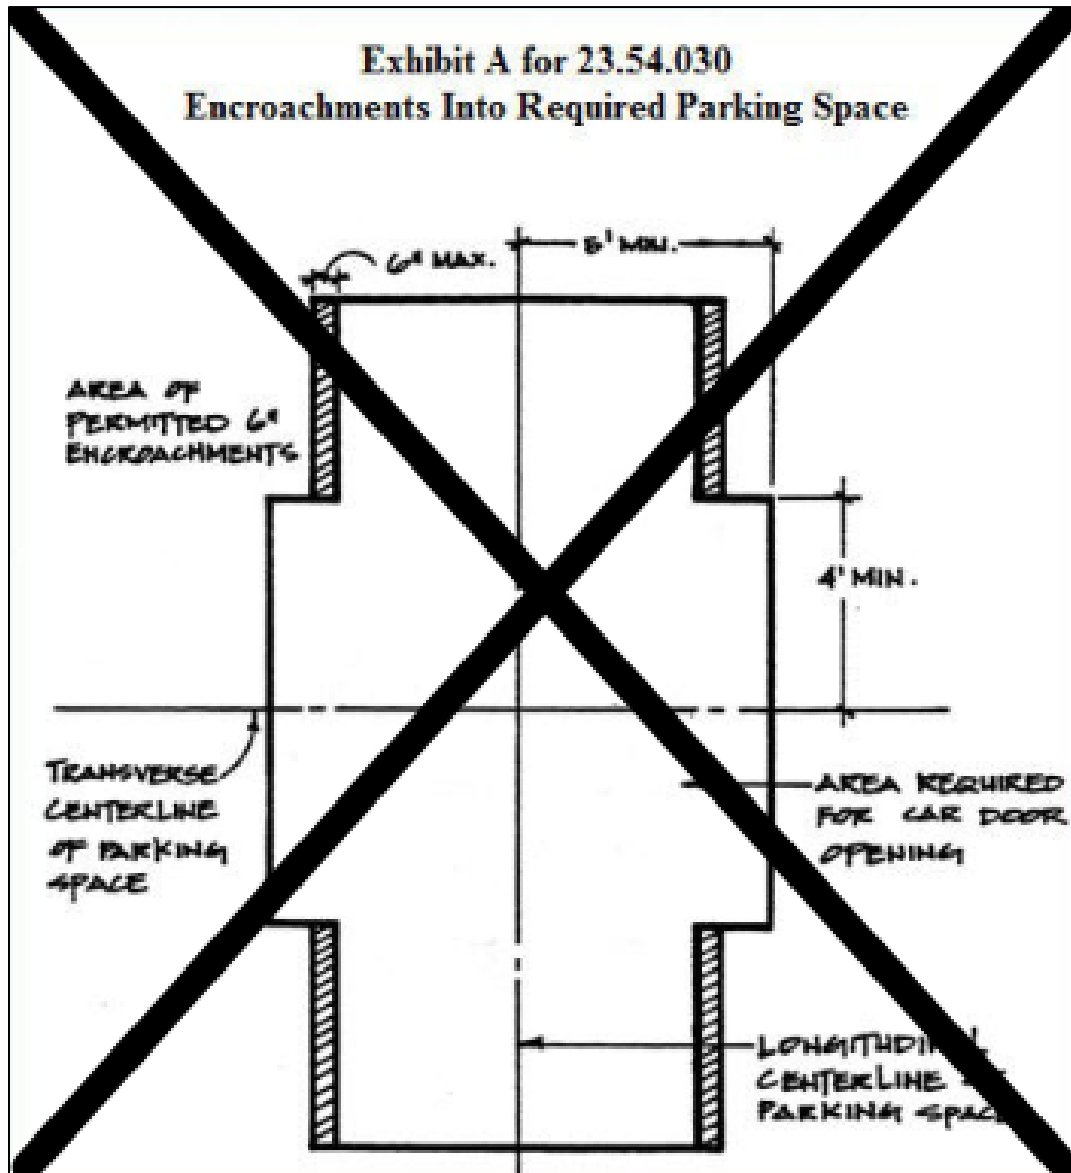 Exhibit A for 23.54.030
Encroachments Into Required Parking Space
6" MAX.
5' MIN.
AREA OF
PERMITTED 6"
ENCROACHMENTS
4' MIN.
TRANSVERSE
CENTERLINE
OF PARKING
SPACE
AREA REQUIRED
FOR CAR DOOR
OPENING
CENTERLINE
PARKING SPACE